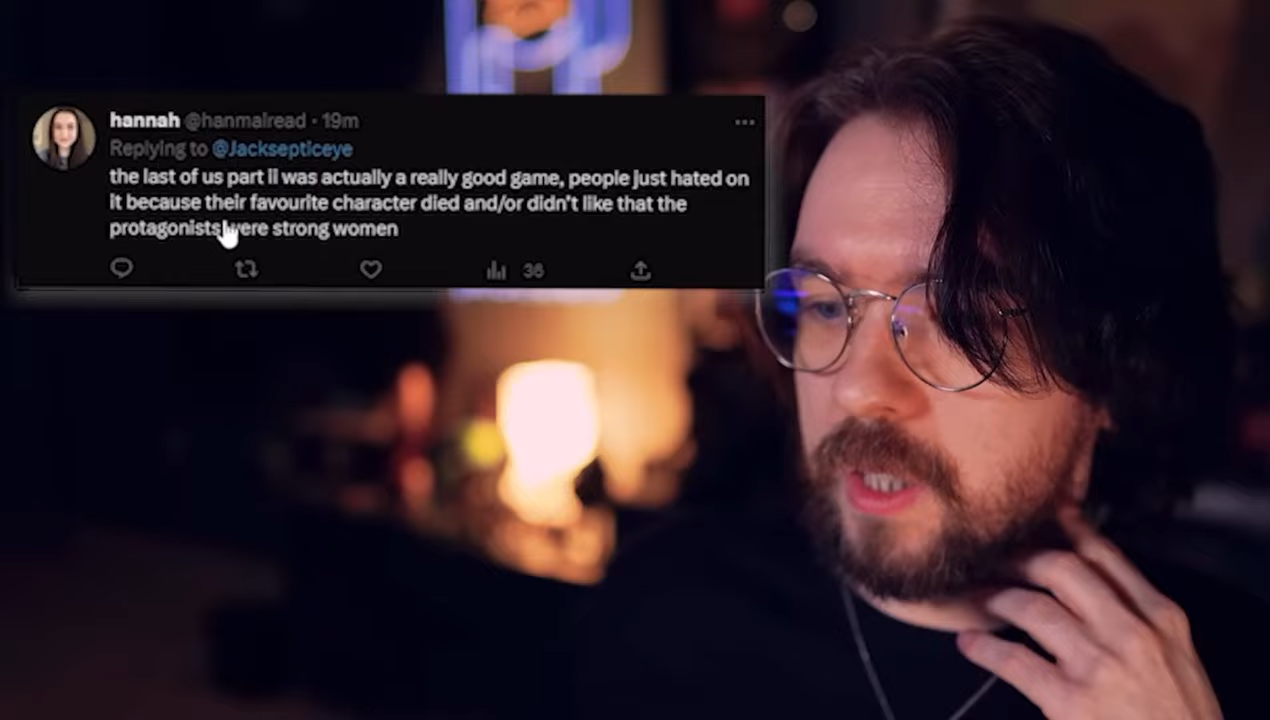 hannah @hanmalread · 19m
Replying to @Jacksepticeye
the last of us part ii was actually a really good game, people just hated on
it because their favourite character died and/or didn't like that the
protagonists were strong women
36